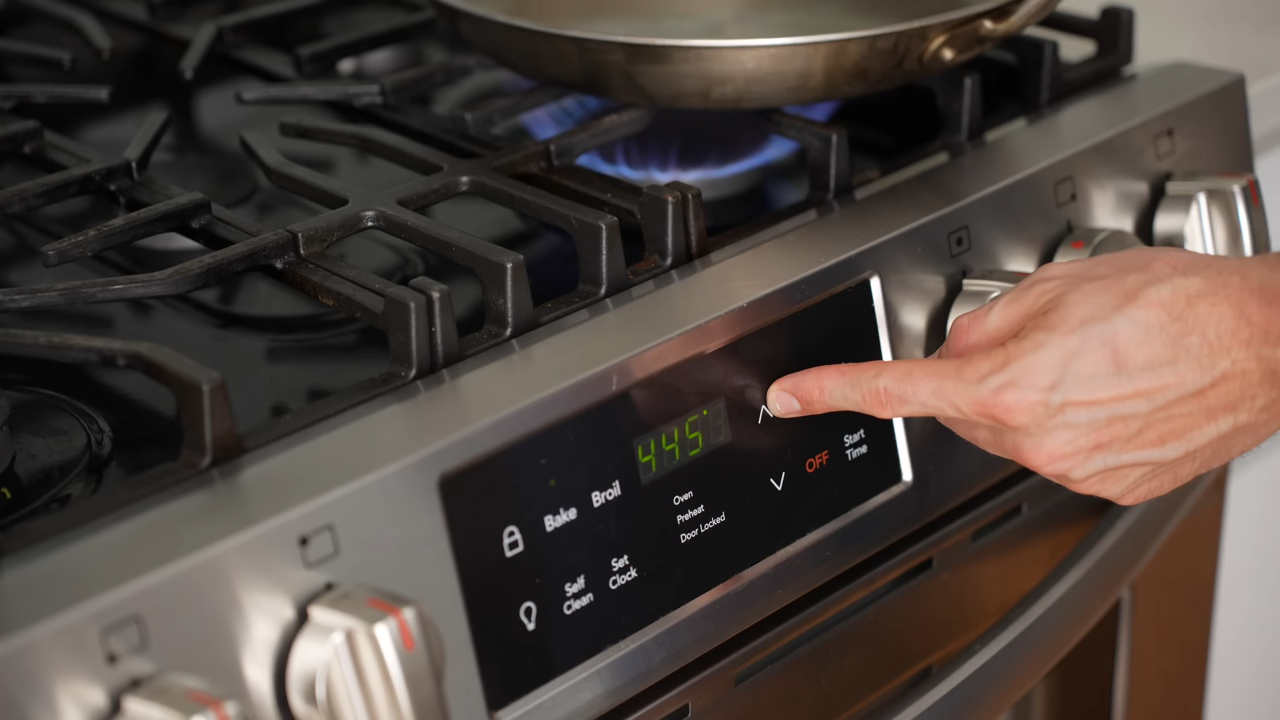 445°
Bake
Broil
Oven
Preheat
Door Locked
OFF
Start
Time
Self
Clean
Set
Clock